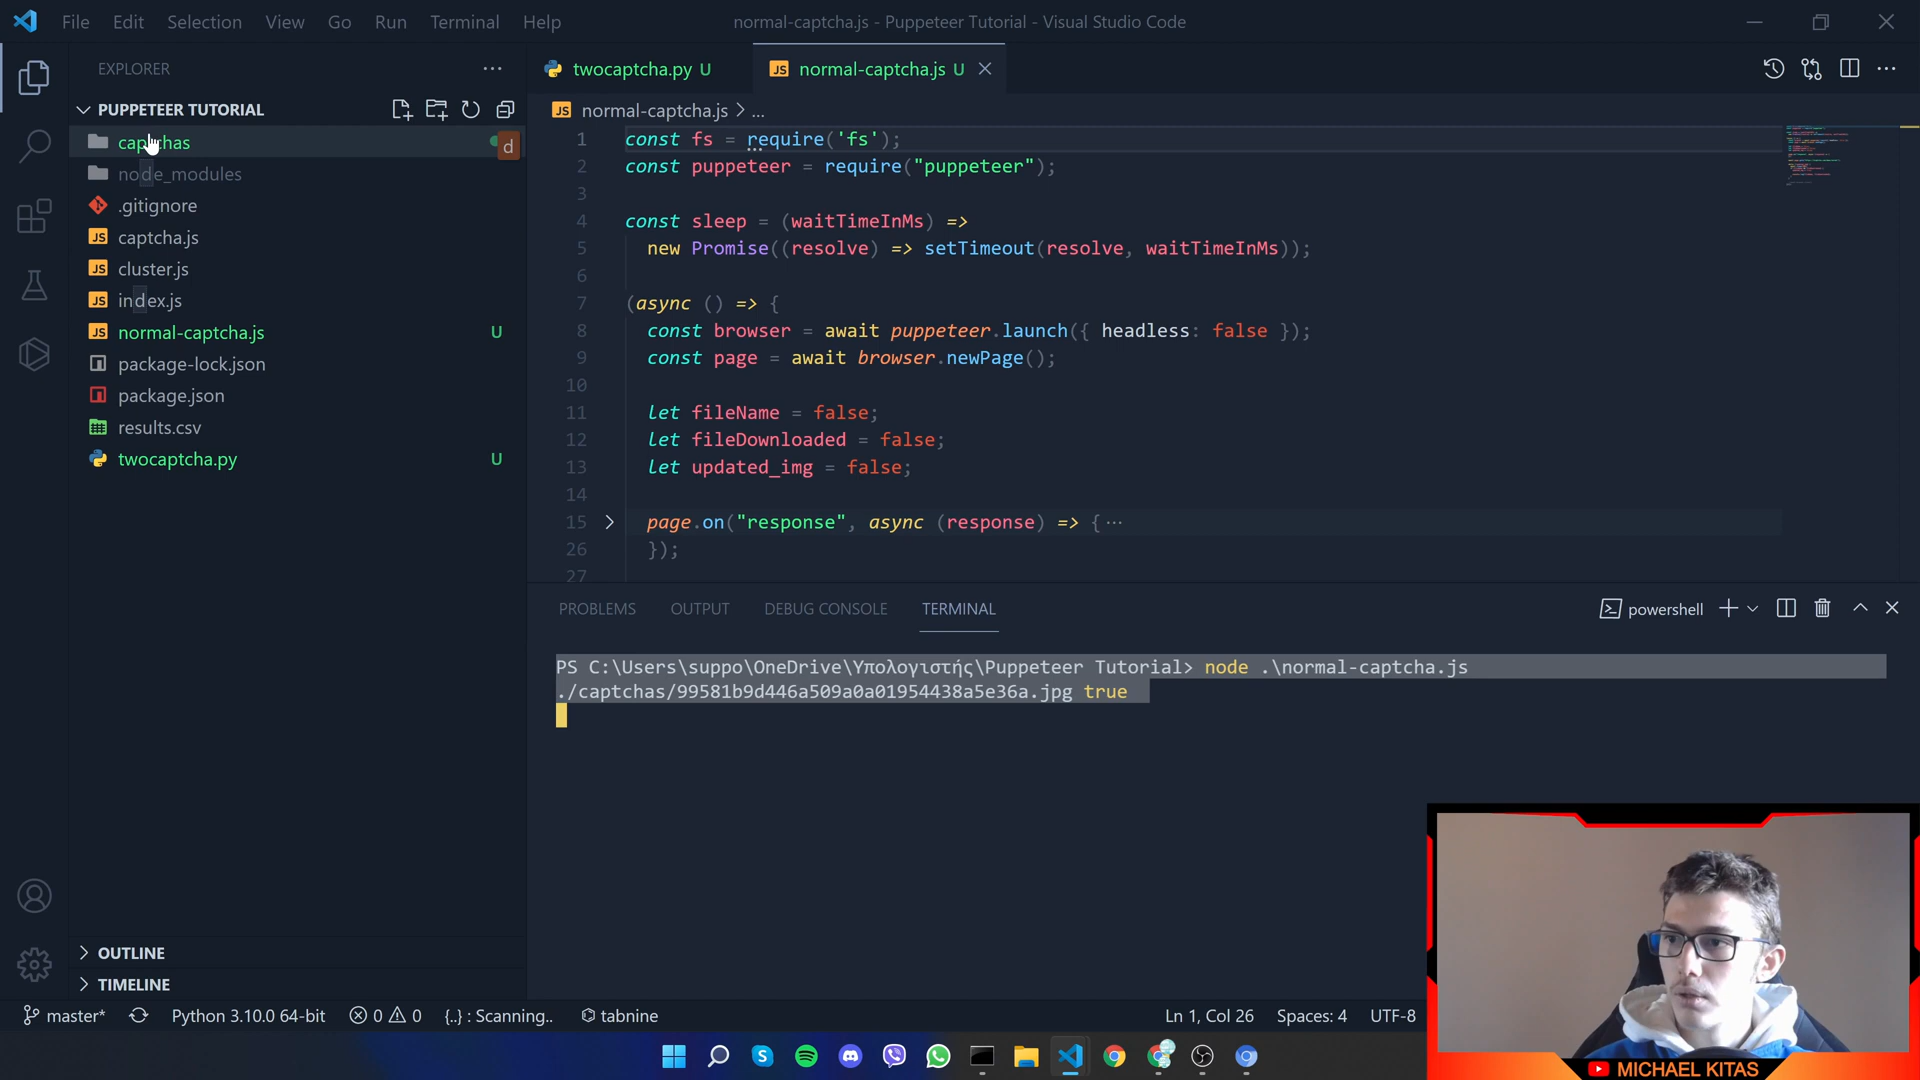 File Edit Selection View Go Run Terminal Help
normal-captcha.js - Puppeteer Tutorial - Visual Studio Code
EXPLORER
PUPPETEER TUTORIAL
captchas
d
node_modules
.gitignore
JS captcha.js
JS cluster.js
JS index.js
JS normal-captcha.js U
package-lock.json
package.json
results.csv
twocaptcha.py U
OUTLINE
TIMELINE
twocaptcha.py U
JS normal-captcha.js U
JS normal-captcha.js > ...
1 const fs = require('fs');
2 const puppeteer = require("puppeteer");
3
4 const sleep = (waitTimeInMs) =>
5 new Promise((resolve) => setTimeout(resolve, waitTimeInMs));
6
7 (async () => {
8 const browser = await puppeteer.launch({ headless: false });
9 const page = await browser.newPage();
10
11 let fileName = false;
12 let fileDownloaded = false;
13 let updated_img = false;
14
15 page.on("response", async (response) => {···
26 });
27
PROBLEMS OUTPUT DEBUG CONSOLE TERMINAL
powershell
PS C:\Users\suppo\OneDrive\Υπολογιστής\Puppeteer Tutorial> node .\normal-captcha.js
./captchas/99581b9d446a509a0a01954438a5e36a.jpg true
master* Python 3.10.0 64-bit 0 0 {..} : Scanning.. tabnine
Ln 1, Col 26 Spaces: 4 UTF-8
MICHAEL KITAS